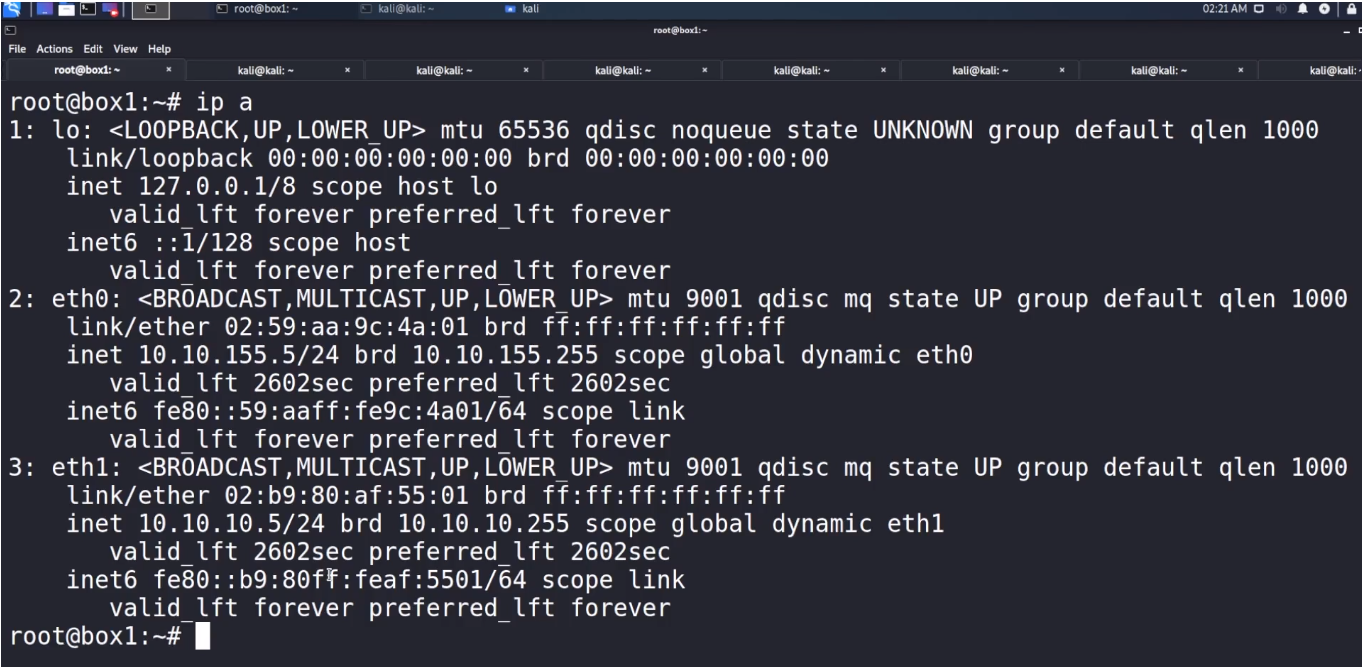 root@box1: ~
kali@kali: ~
kali
02:21 AM
root@box1: ~
File Actions Edit View Help
root@box1: ~ × kali@kali: ~ × kali@kali: ~ × kali@kali: ~ × kali@kali: ~ × kali@kali: ~ × kali@kali: ~ × kali@kali:
root@box1:~# ip a
1: lo: <LOOPBACK,UP,LOWER_UP> mtu 65536 qdisc noqueue state UNKNOWN group default qlen 1000
link/loopback 00:00:00:00:00:00 brd 00:00:00:00:00:00
inet 127.0.0.1/8 scope host lo
valid_lft forever preferred_lft forever
inet6 ::1/128 scope host
valid_lft forever preferred_lft forever
2: eth0: <BROADCAST,MULTICAST,UP,LOWER_UP> mtu 9001 qdisc mq state UP group default qlen 1000
link/ether 02:59:aa:9c:4a:01 brd ff:ff:ff:ff:ff:ff
inet 10.10.155.5/24 brd 10.10.155.255 scope global dynamic eth0
valid_lft 2602sec preferred_lft 2602sec
inet6 fe80::59:aaff:fe9c:4a01/64 scope link
valid_lft forever preferred_lft forever
3: eth1: <BROADCAST,MULTICAST,UP,LOWER_UP> mtu 9001 qdisc mq state UP group default qlen 1000
link/ether 02:b9:80:af:55:01 brd ff:ff:ff:ff:ff:ff
inet 10.10.10.5/24 brd 10.10.10.255 scope global dynamic eth1
valid_lft 2602sec preferred_lft 2602sec
inet6 fe80::b9:80ff:feaf:5501/64 scope link
valid_lft forever preferred_lft forever
root@box1:~#